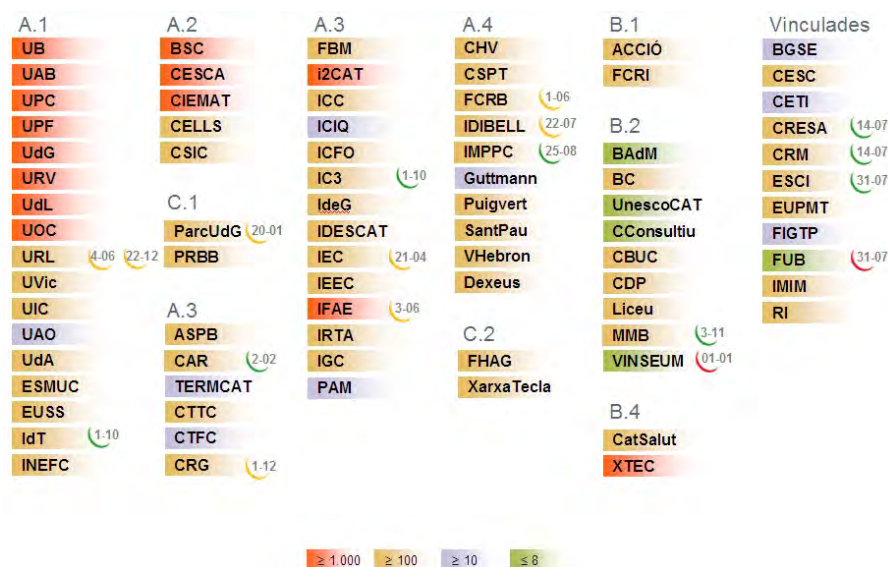 A.1
UB
UAB
UPC
UPF
UdG
URV
UdL
UOC
URL 4-06 22-12
UVic
UIC
UAO
UdA
ESMUC
EUSS
IdT 1-10
INEFC
A.2
BSC
CESCA
CIEMAT
CELLS
CSIC
C.1
ParcUdG 20-01
PRBB
A.3
ASPB
CAR 2-02
TERMCAT
CTTC
CTFC
CRG 1-12
A.3
FBM
i2CAT
ICC
ICIQ
ICFO
IC3 1-10
IdeG
IDESCAT
IEC 21-04
IEEC
IFAE 3-06
IRTA
IGC
PAM
A.4
CHV
CSPT
FCRB 1-06
IDIBELL 22-07
IMPPC 25-08
Guttmann
Puigvert
SantPau
VHebron
Dexeus
C.2
FHAG
XarxaTecla
B.1
ACCIÓ
FCRI
B.2
BAdM
BC
UnescoCAT
CConsultiu
CBUC
CDP
Liceu
MMB 3-11
VINSEUM 01-01
B.4
CatSalut
XTEC
Vinculades
BGSE
CESC
CETI
CRESA 14-07
CRM 14-07
ESCI 31-07
EUPMT
FIGTP
FUB 31-07
IMIM
RI
≥ 1.000 ≥ 100 ≥ 10 ≤ 8